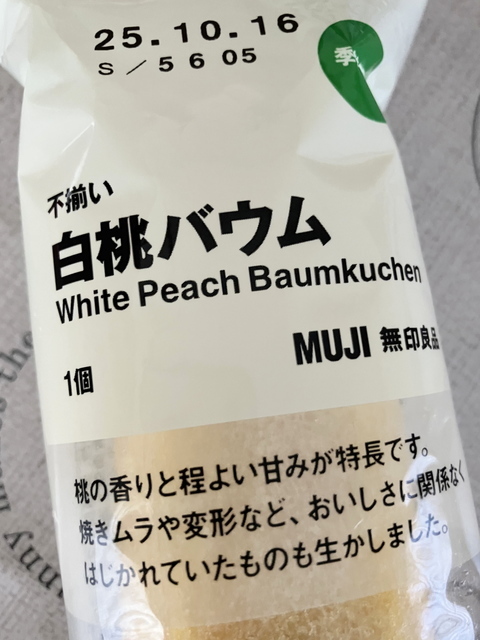 25.10.16
S/56 05
季
不揃い
白桃バウム
White Peach Baumkuchen
MUJI 無印良品
1個
桃の香りと程よい甘みが特長です。
焼きムラや変形など、おいしさに関係なく
はじかれていたものも生かしました。